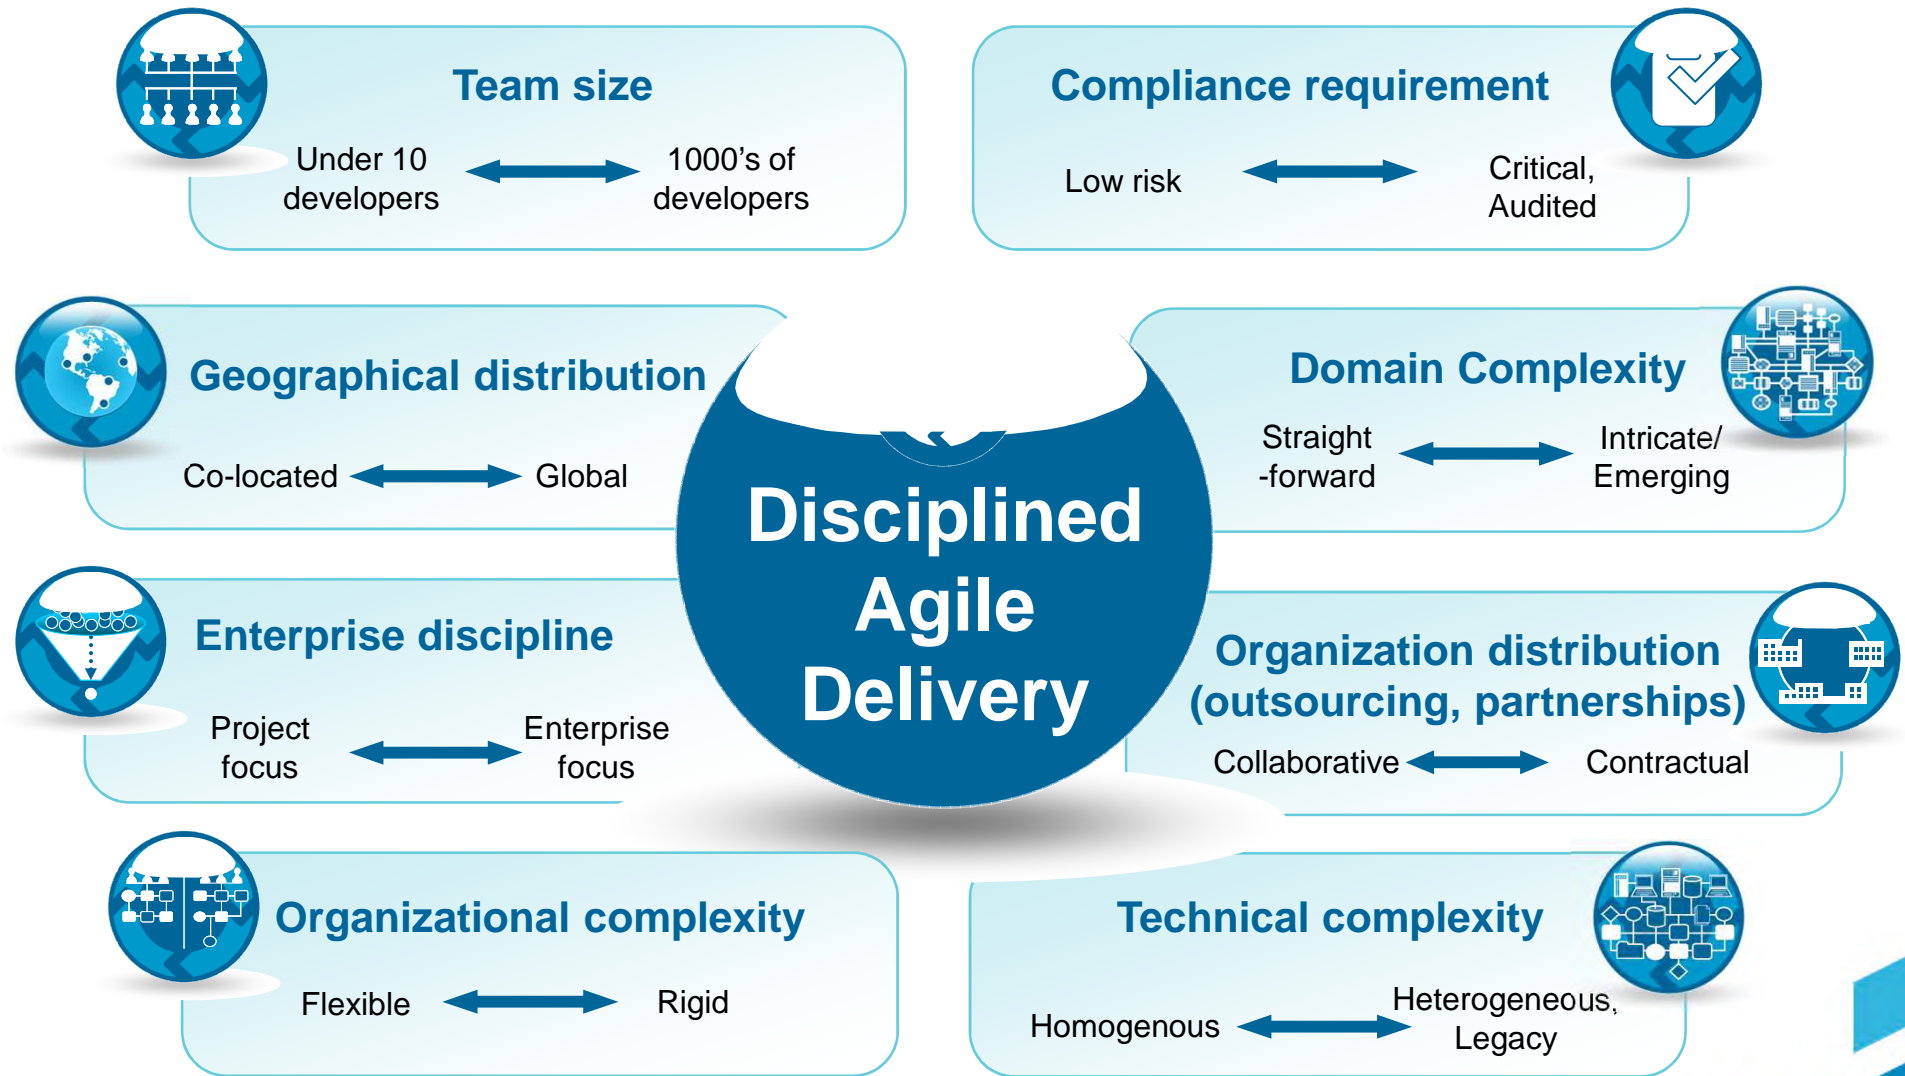 Team size
Under 10
developers
1000’s of
developers
Compliance requirement
Low risk
Critical,
Audited
Geographical distribution
Co-located
Global
Domain Complexity
Straight
-forward
Intricate/
Emerging
Disciplined
Agile
Delivery
Enterprise discipline
Project
focus
Enterprise
focus
Organization distribution
(outsourcing, partnerships)
Collaborative
Contractual
Organizational complexity
Flexible
Rigid
Technical complexity
Homogenous
Heterogeneous,
Legacy